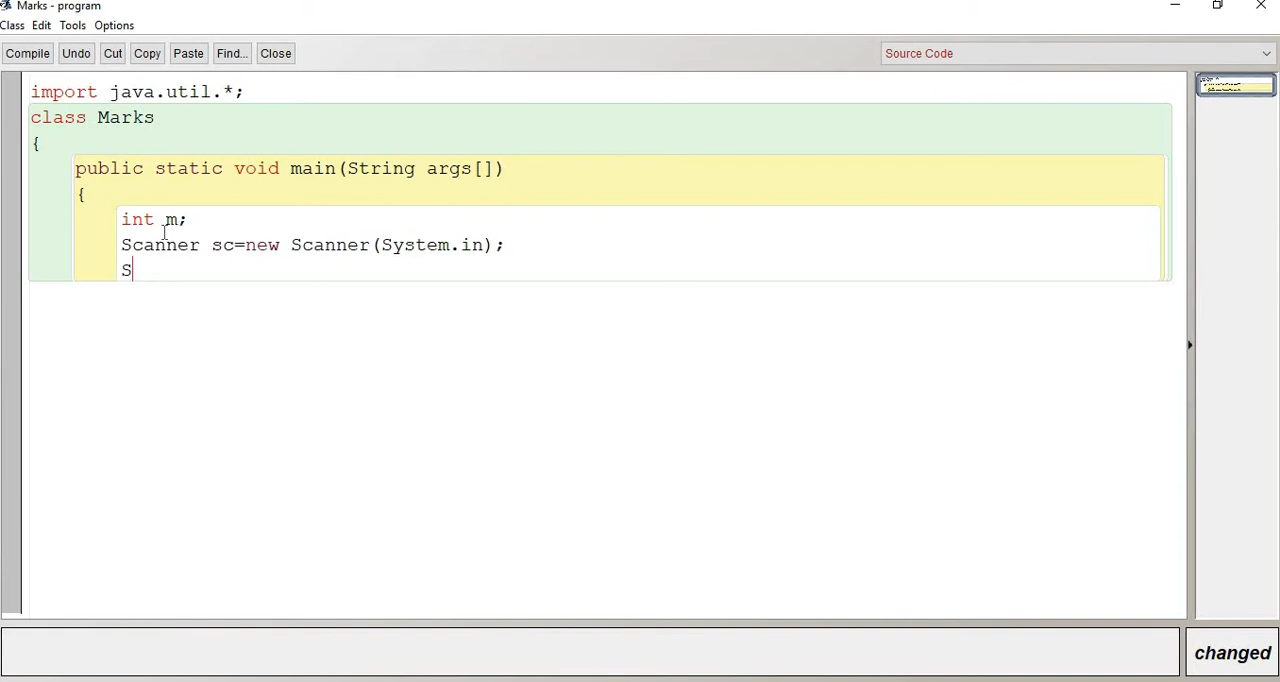 Marks - program
Class Edit Tools Options
Compile Undo Cut Copy Paste Find... Close Source Code
import java.util.*;
class Marks
{
public static void main(String args[])
{
int m;
Scanner sc=new Scanner(System.in);
S
changed